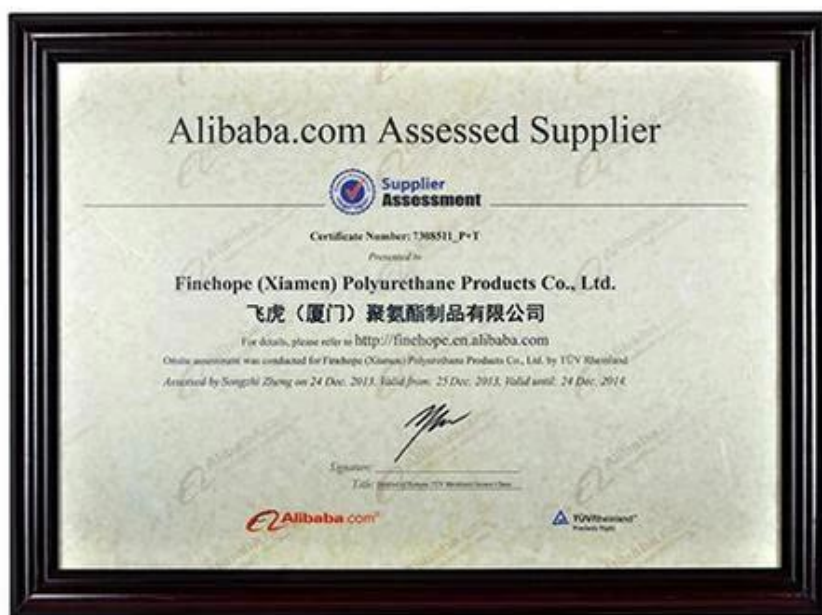 Alibaba.com Assessed Supplier
Supplier
Assessment
Certificate Number: 7308511_P+T
Presented to
Finehope (Xiamen) Polyurethane Products Co., Ltd.
飞虎（厦门）聚氨酯制品有限公司
For details, please refer to http://finehope.en.alibaba.com
Onsite assessment was conducted for Finehope (Xiamen) Polyurethane Products Co., Ltd. by TÜV Rheinland
Assessed by Songzhi Zheng on 24 Dec. 2013, Valid from: 25 Dec. 2013, Valid until: 24 Dec. 2014.
Signature:
Title:
Alibaba.com®
TÜVRheinland®
Precisely Right.